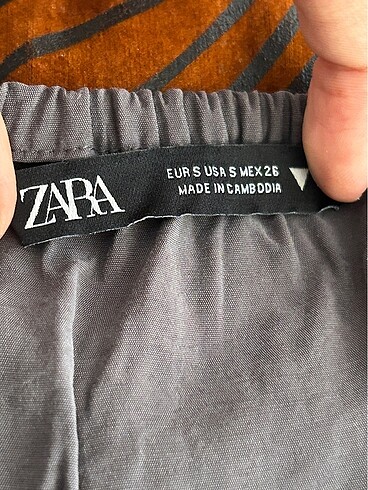 ZARA
EUR S USA S MEX 26
MADE IN CAMBODIA